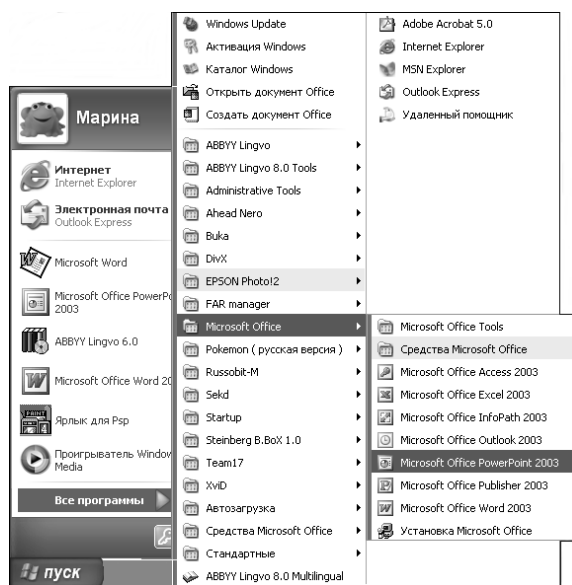 Марина
Интернет
Internet Explorer
Электронная почта
Outlook Express
Microsoft Word
Microsoft Office
2003
ABBYY Lingvo 6.0
Microsoft Office Word
Ярлык для Psp
Проигрыватель
Media
Все программы
пуск
Windows Update
Активация Windows
Каталог Windows
Открыть документ Office
Создать документ Office
ABBYY Lingvo
ABBYY Lingvo 8.0 Tools
Administrative Tools
Ahead Nero
Buka
DivX
EPSON Photo!2
FAR manager
Microsoft Office
Pokemon ( русская версия )
Russobit-M
Sekd
Startup
Steinberg B.BoX 1.0
Team17
XviD
Автозагрузка
Средства Microsoft Office
Стандартные
ABBYY Lingvo 8.0 Multilingual
Adobe Acrobat 5.0
Internet Explorer
MSN Explorer
Outlook Express
Удаленный помощник
Microsoft Office Tools
Средства Microsoft Office
Microsoft Office Access 2003
Microsoft Office Excel 2003
Microsoft Office InfoPath 2003
Microsoft Office Outlook 2003
Microsoft Office PowerPoint 2003
Microsoft Office Publisher 2003
Microsoft Office Word 2003
Установка Microsoft Office